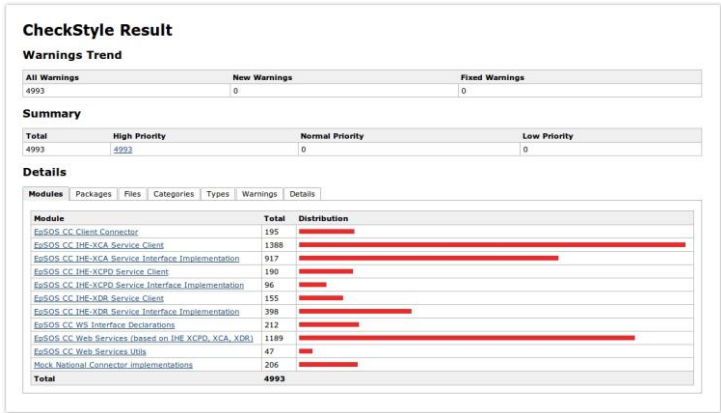 CheckStyle Result
Warnings Trend
All Warnings New Warnings Fixed Warnings
4993 0 0
Summary
Total High Priority Normal Priority Low Priority
4993 4993 0 0
Details
Modules Packages Files Categories Types Warnings Details
Module Total Distribution
EpSOS CC Client Connector 195
EpSOS CC IHE-XCA Service Client 1388
EpSOS CC IHE-XCA Service Interface Implementation 917
EpSOS CC IHE-XCPD Service Client 190
EpSOS CC IHE-XCPD Service Interface Implementation 96
EpSOS CC IHE-XDR Service Client 155
EpSOS CC IHE-XDR Service Interface Implementation 398
EpSOS CC WS Interface Declarations 212
EpSOS CC Web Services (based on IHE XCPD, XCA, XDR) 1189
EpSOS CC Web Services Utils 47
Mock National Connector implementations 206
Total 4993